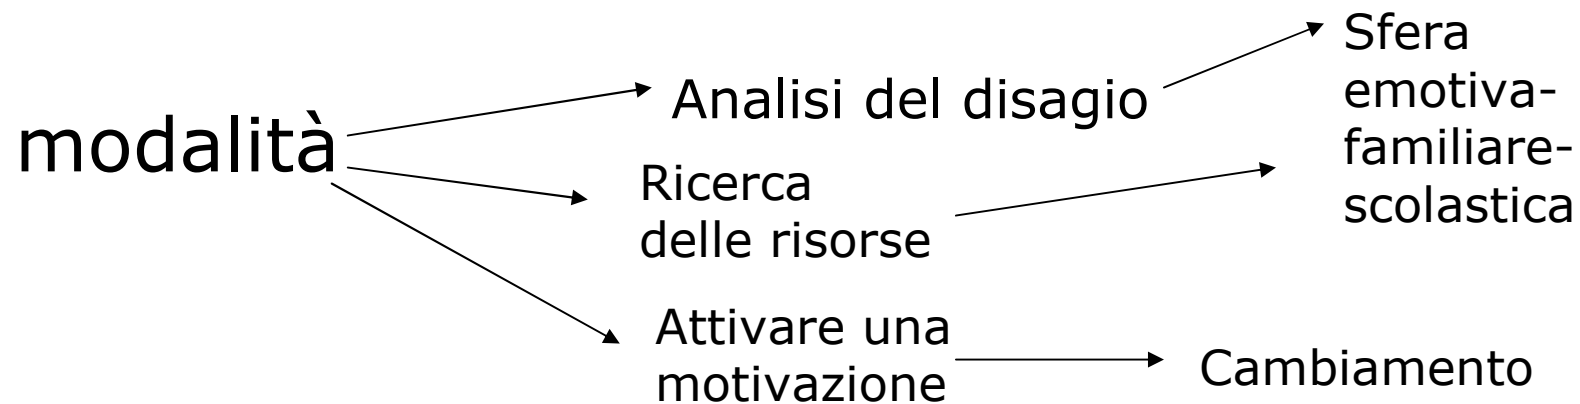 modalità
Analisi del disagio
Sfera
emotiva-
familiare-
scolastica
Ricerca
delle risorse
Attivare una
motivazione
Cambiamento